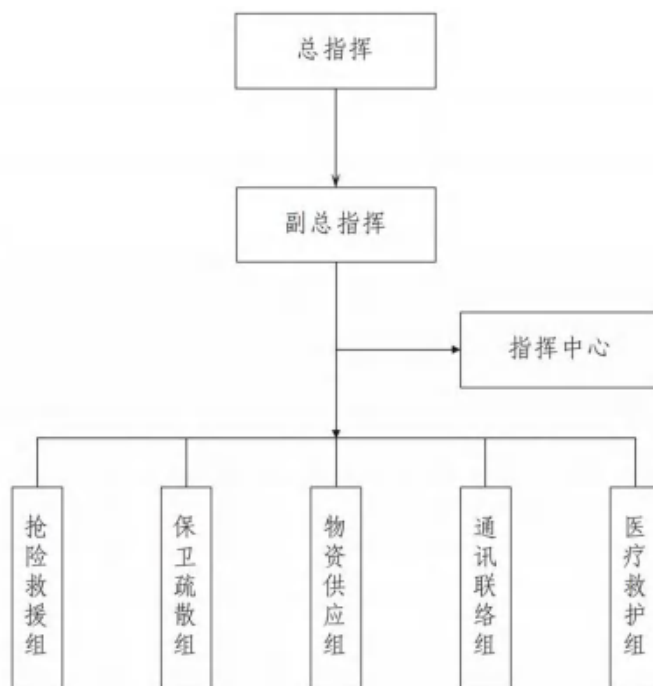 总指挥
副总指挥
指挥中心
抢险救援组
保卫疏散组
物资供应组
通讯联络组
医疗救护组